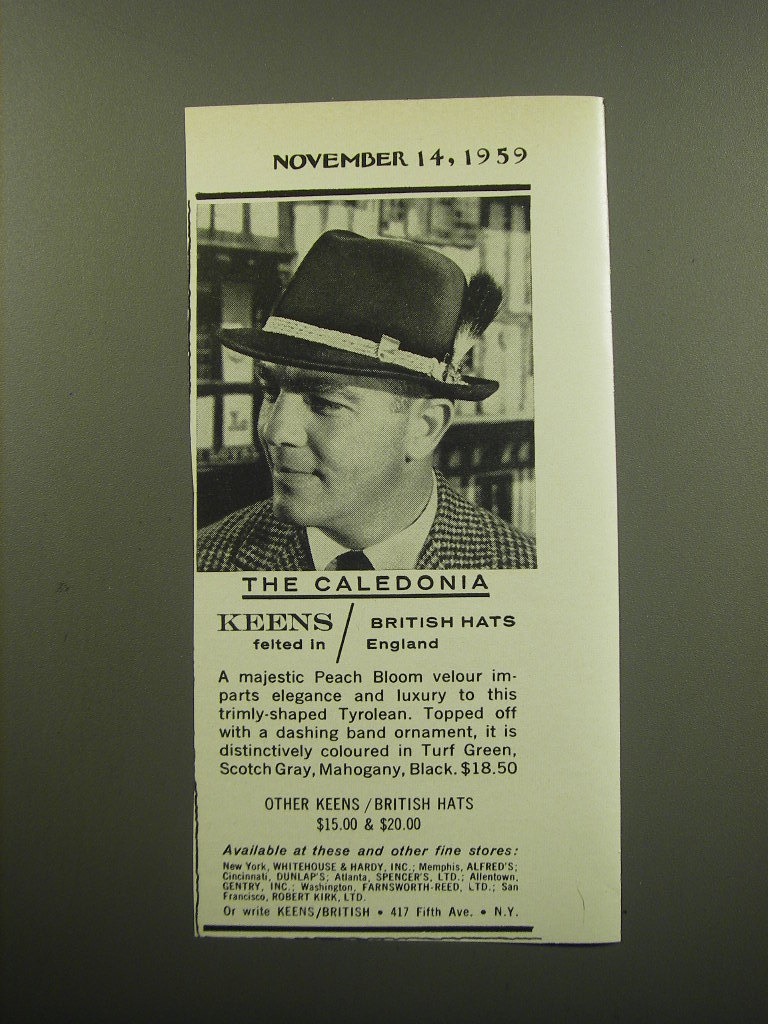 NOVEMBER 14, 1959
L
THE CALEDONIA
KEENS / BRITISH HATS
felted in / England
A majestic Peach Bloom velour im-
parts elegance and luxury to this
trimly-shaped Tyrolean. Topped off
with a dashing band ornament, it is
distinctively coloured in Turf Green,
Scotch Gray, Mahogany, Black. $18.50
OTHER KEENS / BRITISH HATS
$15.00 & $20.00
Available at these and other fine stores:
New York, WHITEHOUSE & HARDY, INC.; Memphis, ALFRED'S;
Cincinnati, DUNLAP'S; Atlanta, SPENCER'S, LTD.; Allentown,
GENTRY, INC.; Washington, FARNSWORTH-REED, LTD.; San
Francisco, ROBERT KIRK, LTD.
Or write KEENS/BRITISH • 417 Fifth Ave. • N.Y.